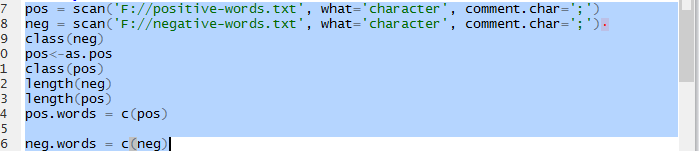 7 pos = scan('F://positive-words.txt', what='character', comment.char=';')
8 neg = scan('F://negative-words.txt', what='character', comment.char=';').
9 class(neg)
0 pos<-as.pos
1 class(pos)
2 length(neg)
3 length(pos)
4 pos.words = c(pos)
5
6 neg.words = c(neg)